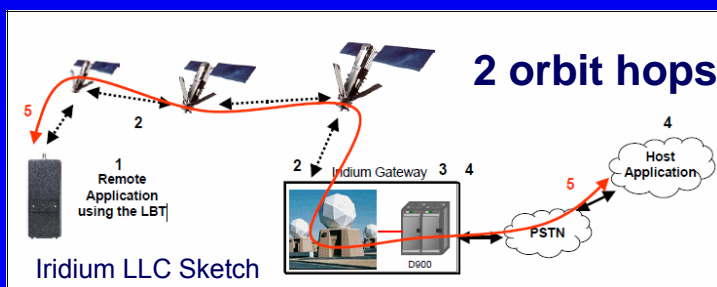 2 orbit hops
5
2
4
1
Remote
Application
using the LBT
2
Iridium Gateway
3 4
5
Host
Application
PSTN
D900
Iridium LLC Sketch